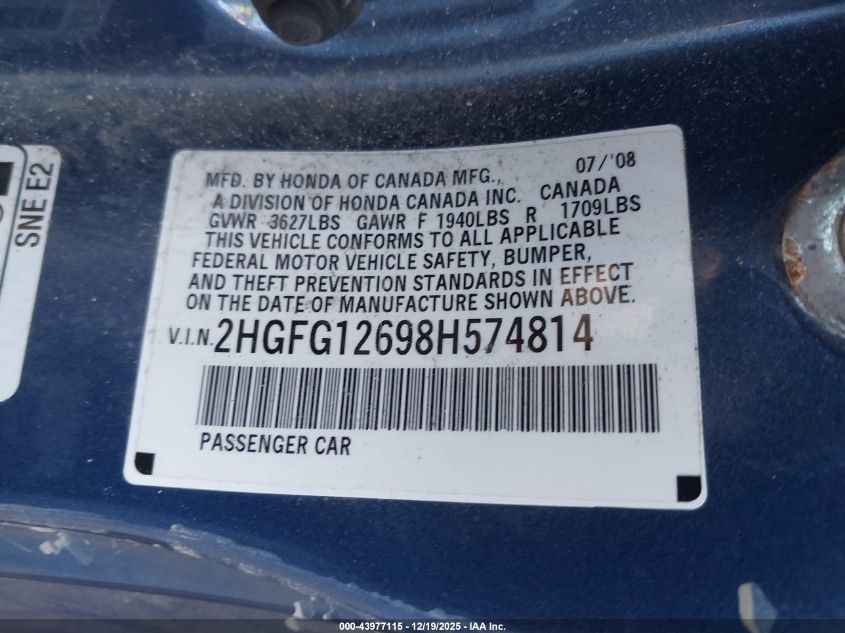 SNE E2
MFD. BY HONDA OF CANADA MFG., 07/'08
A DIVISION OF HONDA CANADA INC. CANADA
GVWR 3627LBS GAWR F 1940LBS R 1709LBS
THIS VEHICLE CONFORMS TO ALL APPLICABLE
FEDERAL MOTOR VEHICLE SAFETY, BUMPER,
AND THEFT PREVENTION STANDARDS IN EFFECT
ON THE DATE OF MANUFACTURE SHOWN ABOVE.
V.I.N. 2HGFG12698H574814
PASSENGER CAR
000-43977115 - 12/19/2025 - IAA Inc.